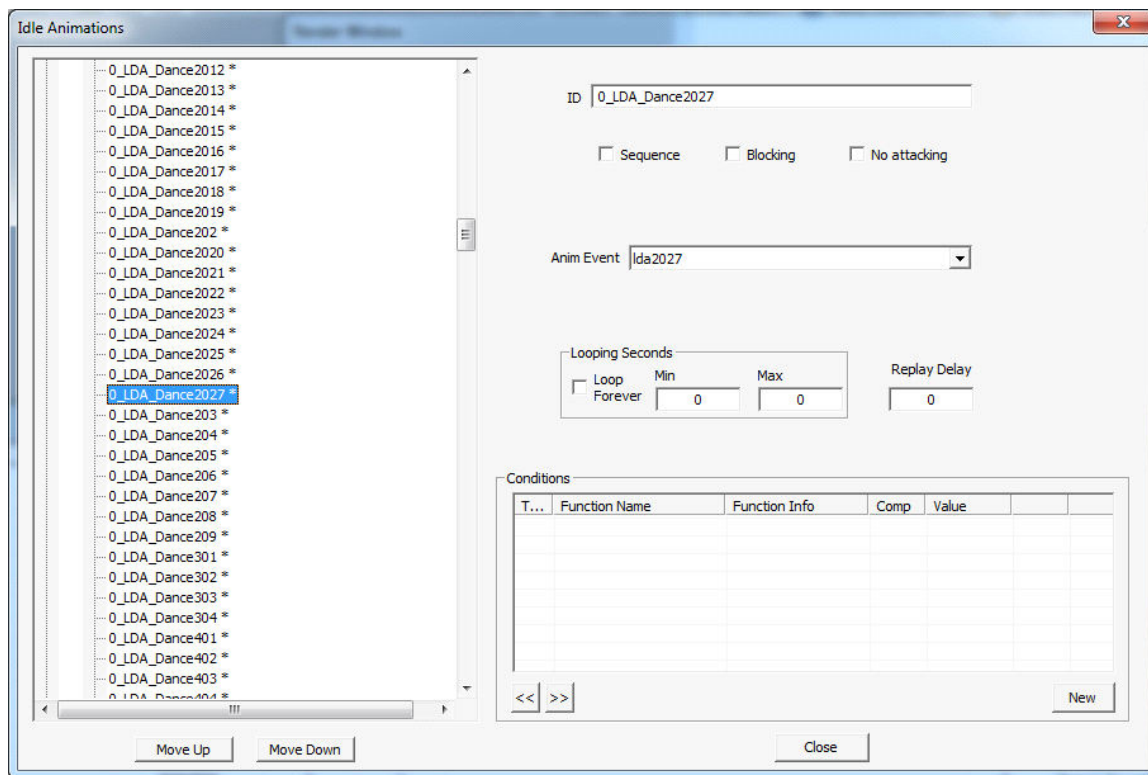 Idle Animations
Render Window
0_LDA_Dance2012 *
0_LDA_Dance2013 *
0_LDA_Dance2014 *
0_LDA_Dance2015 *
0_LDA_Dance2016 *
0_LDA_Dance2017 *
0_LDA_Dance2018 *
0_LDA_Dance2019 *
0_LDA_Dance202 *
0_LDA_Dance2020 *
0_LDA_Dance2021 *
0_LDA_Dance2022 *
0_LDA_Dance2023 *
0_LDA_Dance2024 *
0_LDA_Dance2025 *
0_LDA_Dance2026 *
0_LDA_Dance2027 *
0_LDA_Dance203 *
0_LDA_Dance204 *
0_LDA_Dance205 *
0_LDA_Dance206 *
0_LDA_Dance207 *
0_LDA_Dance208 *
0_LDA_Dance209 *
0_LDA_Dance301 *
0_LDA_Dance302 *
0_LDA_Dance303 *
0_LDA_Dance304 *
0_LDA_Dance401 *
0_LDA_Dance402 *
0_LDA_Dance403 *
0_LDA_Dance404 *
Move Up Move Down
ID 0_LDA_Dance2027
Sequence Blocking No attacking
Anim Event lda2027
Looping Seconds
Loop Forever
Min Max Replay Delay
0 0 0
Conditions
T... Function Name Function Info Comp Value
<< >> New
Close